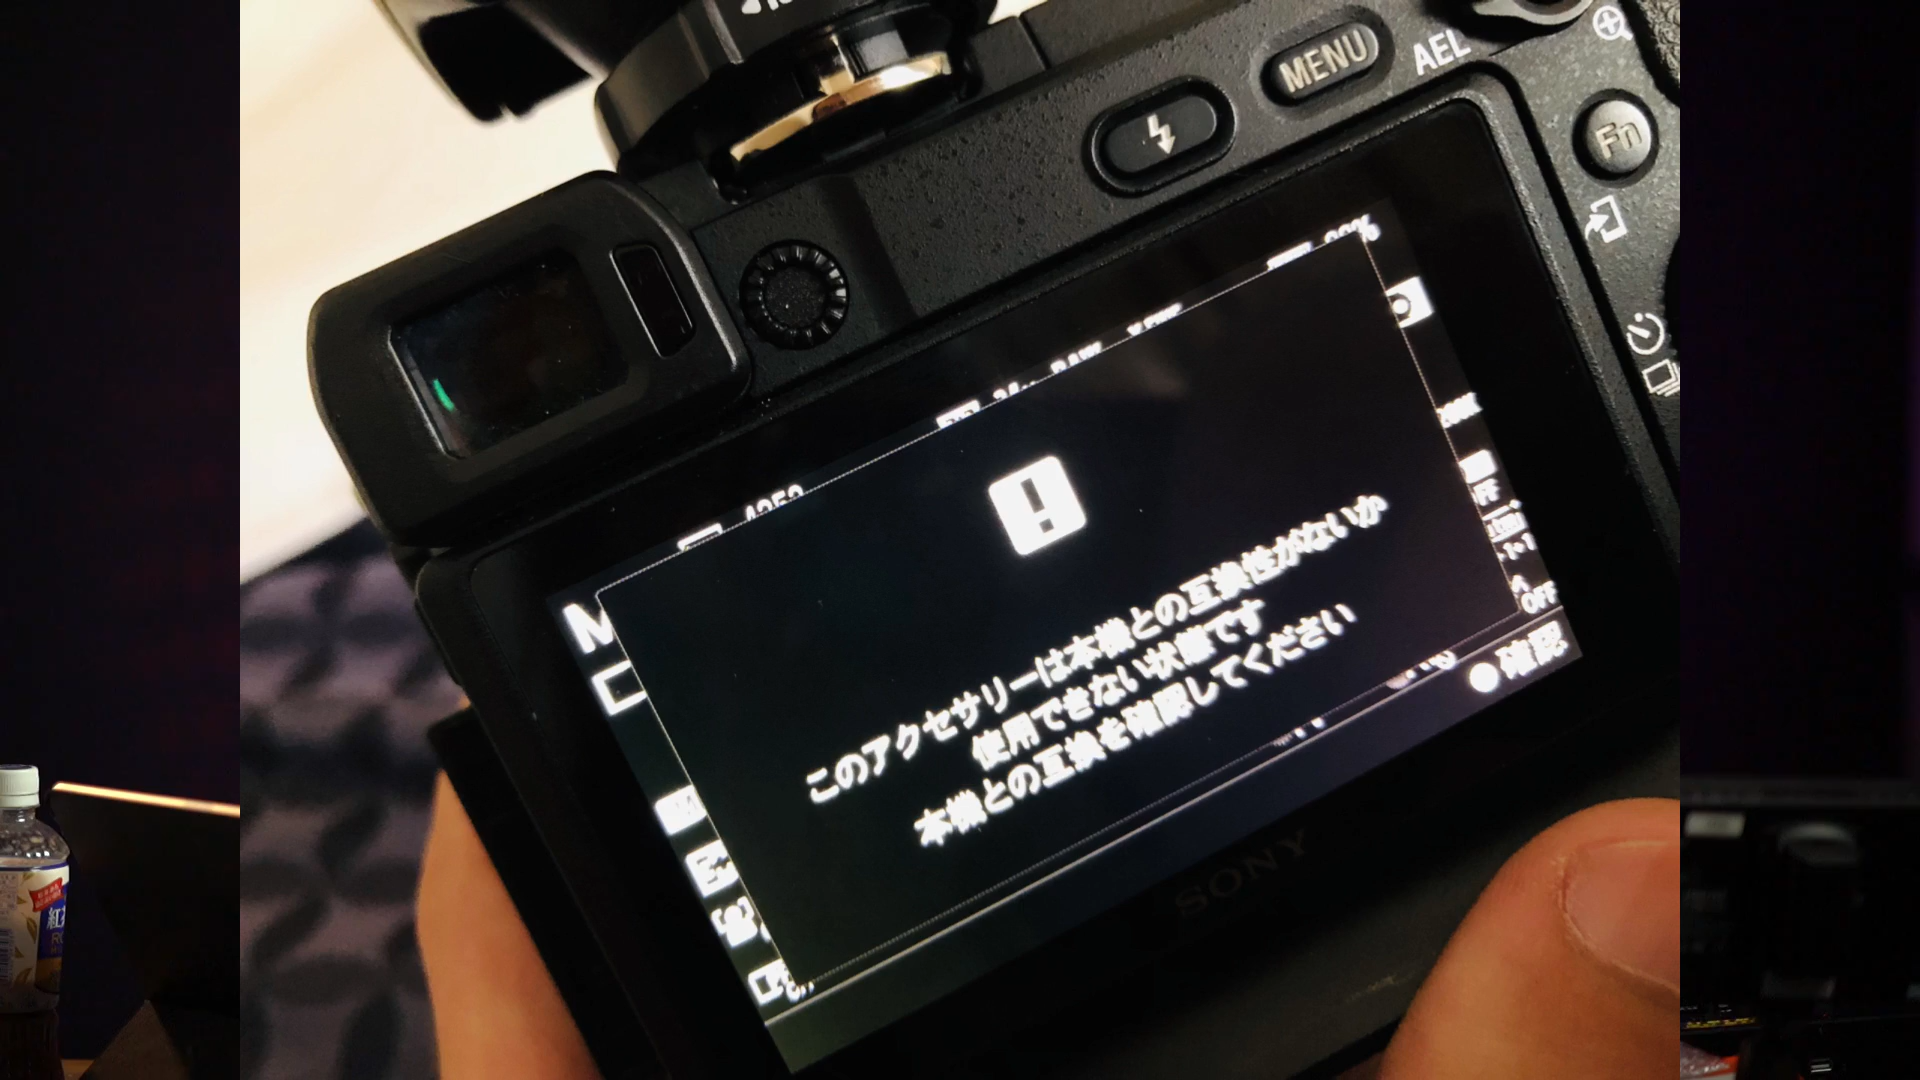 MENU
AEL
Fn
M
このアクセサリーは本機との互換性がないか
使用できない状態です
本機との互換を確認してください
OFF
確認
SONY